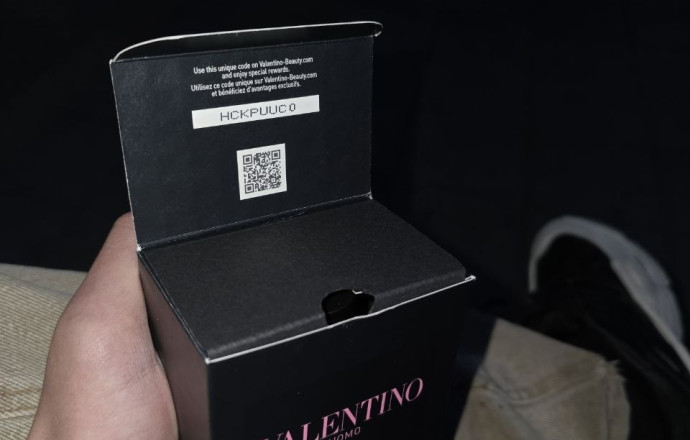 Use this unique code on Valentino-Beauty.com
and enjoy special rewards.
Utilisez ce code unique sur Valentino-Beauty.com
et bénéficiez d'avantages exclusifs.
HCKPUUC0
VALENTINO
UOMO